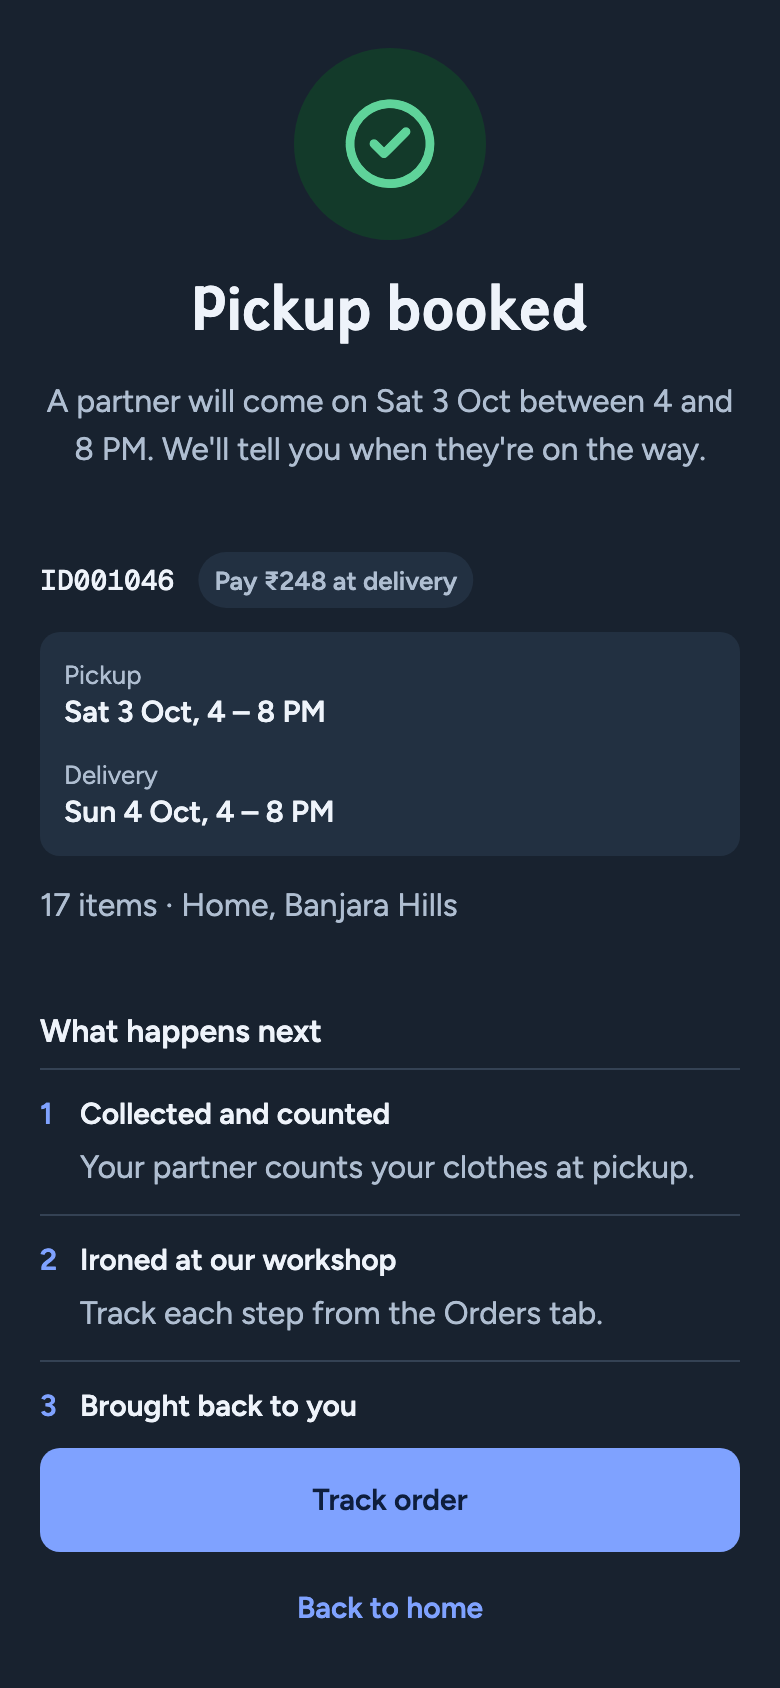 Pickup booked
A partner will come on Sat 3 Oct between 4 and
8 PM. We'll tell you when they're on the way.
ID001046
Pay ₹248 at delivery
Pickup
Sat 3 Oct, 4 – 8 PM
Delivery
Sun 4 Oct, 4 – 8 PM
17 items · Home, Banjara Hills
What happens next
1 Collected and counted
Your partner counts your clothes at pickup.
2 Ironed at our workshop
Track each step from the Orders tab.
3 Brought back to you
Track order
Back to home